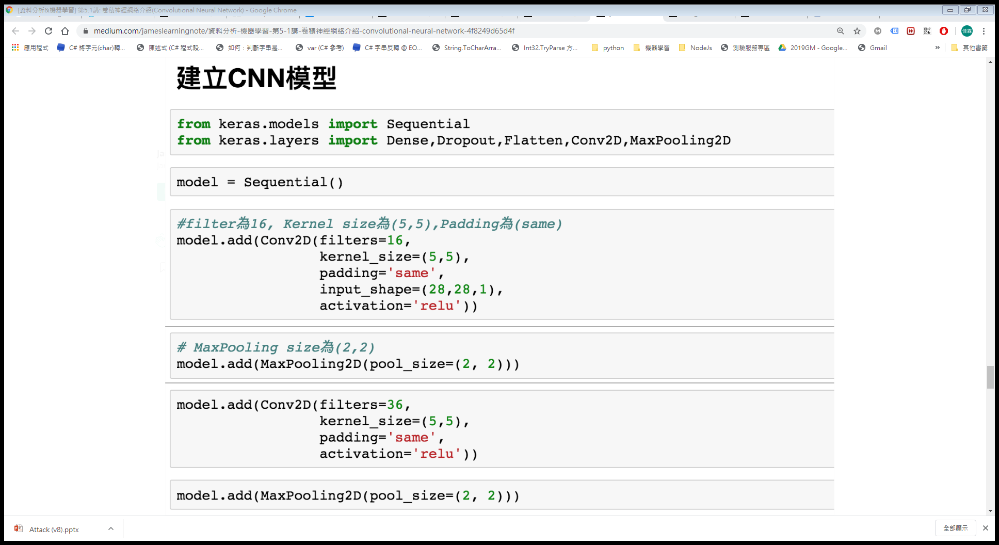 [資料分析&機器學習] 第5.1講: 卷積神經網絡介紹(Convolutional Neural Network) - Google Chrome
medium.com/jameslearningnote/資料分析-機器學習-第5-1講-卷積神經網絡介紹-convolutional-neural-network-4f8249d65d4f
佳霖
應用程式 C# 將字元(char)轉... 陳述式 (C# 程式設... 如何：判斷字串是... var (C# 參考) C# 字串反轉 @ EO... String.ToCharArra... Int32.TryParse 方... python 機器學習 NodeJs 測驗服務專區 2019GM - Google... Gmail » 其他書籤
建立CNN模型
from keras.models import Sequential
from keras.layers import Dense,Dropout,Flatten,Conv2D,MaxPooling2D
model = Sequential()
#filter為16, Kernel size為(5,5),Padding為(same)
model.add(Conv2D(filters=16,
kernel_size=(5,5),
padding='same',
input_shape=(28,28,1),
activation='relu'))
# MaxPooling size為(2,2)
model.add(MaxPooling2D(pool_size=(2, 2)))
model.add(Conv2D(filters=36,
kernel_size=(5,5),
padding='same',
activation='relu'))
model.add(MaxPooling2D(pool_size=(2, 2)))
Attack (v8).pptx
全部顯示